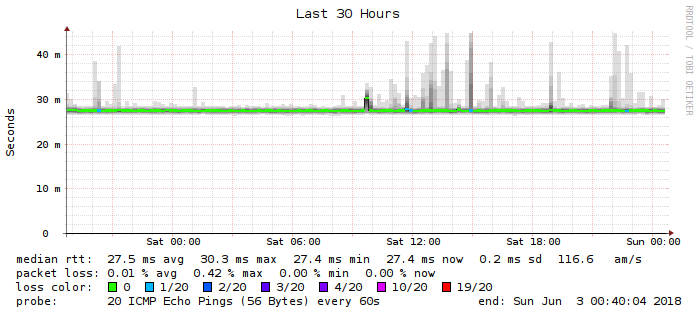 Last 30 Hours
RRDTOOL / TOBI OETIKER
Seconds
40 m
30 m
20 m
10 m
0
Sat 00:00 Sat 06:00 Sat 12:00 Sat 18:00 Sun 00:00
median rtt: 27.5 ms avg 30.3 ms max 27.4 ms min 27.4 ms now 0.2 ms sd 116.6 am/s
packet loss: 0.01 % avg 0.42 % max 0.00 % min 0.00 % now
loss color: 0 1/20 2/20 3/20 4/20 10/20 19/20
probe: 20 ICMP Echo Pings (56 Bytes) every 60s end: Sun Jun 3 00:40:04 2018